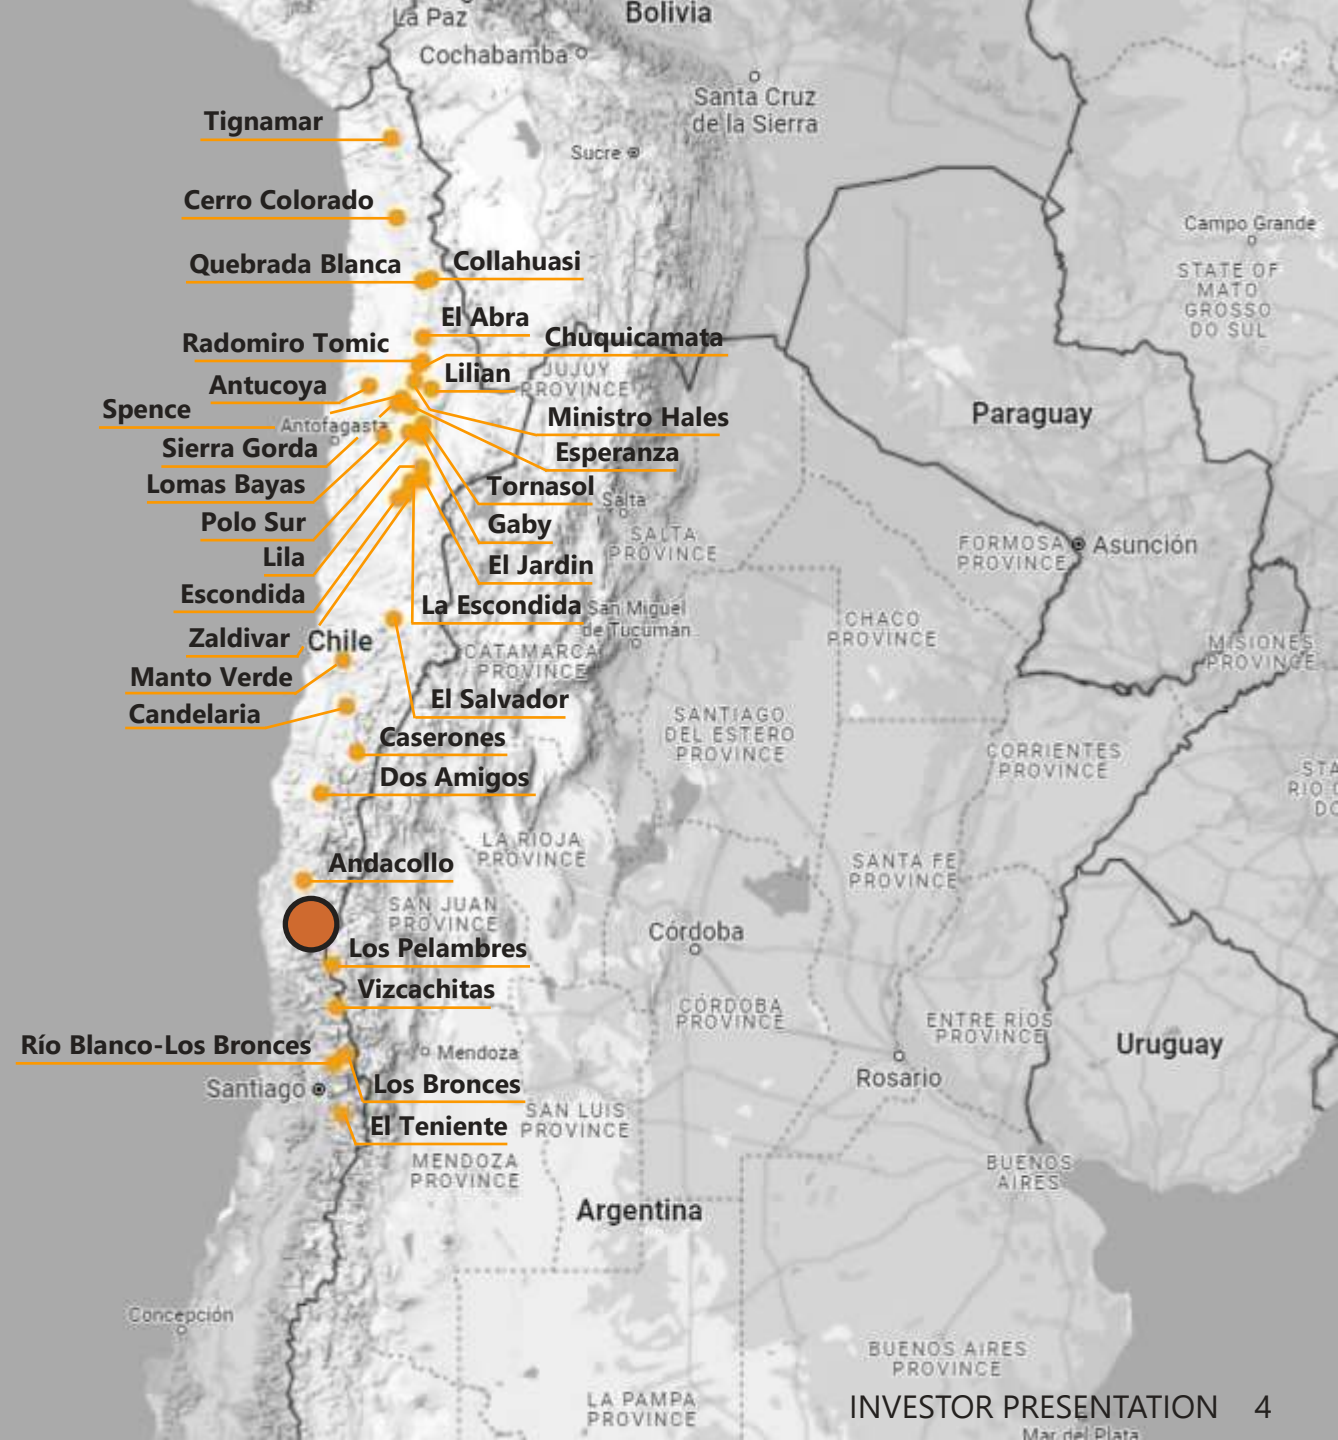 La Paz
Bolivia
Cochabamba
Santa Cruz
de la Sierra
Tignamar
Sucre
Cerro Colorado
Campo Grande
Quebrada Blanca
Collahuasi
STATE OF
MATO
GROSSO
DO SUL
El Abra
Radomiro Tomic
Chuquicamata
Antucoya
Lilian
JUJUY
PROVINCE
Spence
Antofagasta
Ministro Hales
Paraguay
Sierra Gorda
Esperanza
Lomas Bayas
Tornasol
Salta
Polo Sur
Gaby
SALTA
PROVINCE
FORMOSA
PROVINCE
Asunción
Lila
El Jardin
Escondida
La Escondida
San Miguel
de Tucumán
CHACO
PROVINCE
Zaldivar
Chile
CATAMARCA
PROVINCE
MISIONES
PROVINCE
Manto Verde
El Salvador
Candelaria
SANTIAGO
DEL ESTERO
PROVINCE
Caserones
CORRIENTES
PROVINCE
Dos Amigos
STA
RIO
DO
LA RIOJA
PROVINCE
Andacollo
SANTA FE
PROVINCE
SAN JUAN
PROVINCE
Córdoba
Los Pelambres
Vizcachitas
CÓRDOBA
PROVINCE
ENTRE RÍOS
PROVINCE
Río Blanco-Los Bronces
Mendoza
Uruguay
Santiago
Los Bronces
Rosario
El Teniente
SAN LUIS
PROVINCE
MENDOZA
PROVINCE
BUENOS
AIRES
Argentina
Concepción
BUENOS AIRES
PROVINCE
LA PAMPA
PROVINCE
INVESTOR PRESENTATION 4
Mar del Plata